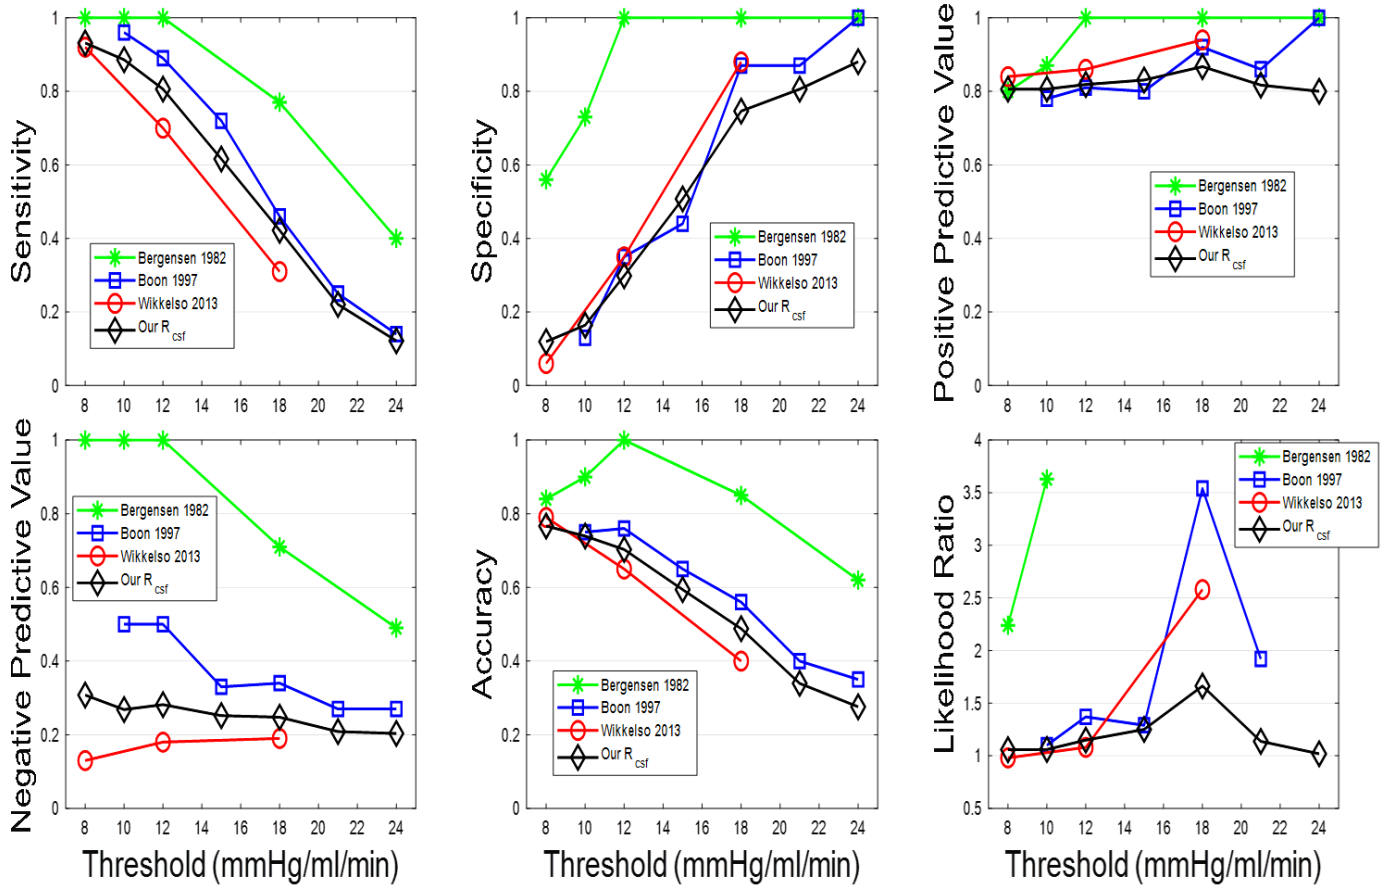 Sensitivity
1
0.8
0.6
0.4
0.2
0
8 10 12 14 16 18 20 22 24
Bergensen 1982
Boon 1997
Wikkelso 2013
Our R csf
Specificity
1
0.8
0.6
0.4
0.2
0
8 10 12 14 16 18 20 22 24
Bergensen 1982
Boon 1997
Wikkelso 2013
Our R csf
Positive Predictive Value
1
0.8
0.6
0.4
0.2
0
8 10 12 14 16 18 20 22 24
Bergensen 1982
Boon 1997
Wikkelso 2013
Our R csf
Negative Predictive Value
1
0.8
0.6
0.4
0.2
0
8 10 12 14 16 18 20 22 24
Bergensen 1982
Boon 1997
Wikkelso 2013
Our R csf
Threshold (mmHg/ml/min)
Accuracy
1
0.8
0.6
0.4
0.2
0
8 10 12 14 16 18 20 22 24
Bergensen 1982
Boon 1997
Wikkelso 2013
Our R csf
Threshold (mmHg/ml/min)
Likelihood Ratio
4
3.5
3
2.5
2
1.5
1
0.5
8 10 12 14 16 18 20 22 24
Bergensen 1982
Boon 1997
Wikkelso 2013
Our R csf
Threshold (mmHg/ml/min)